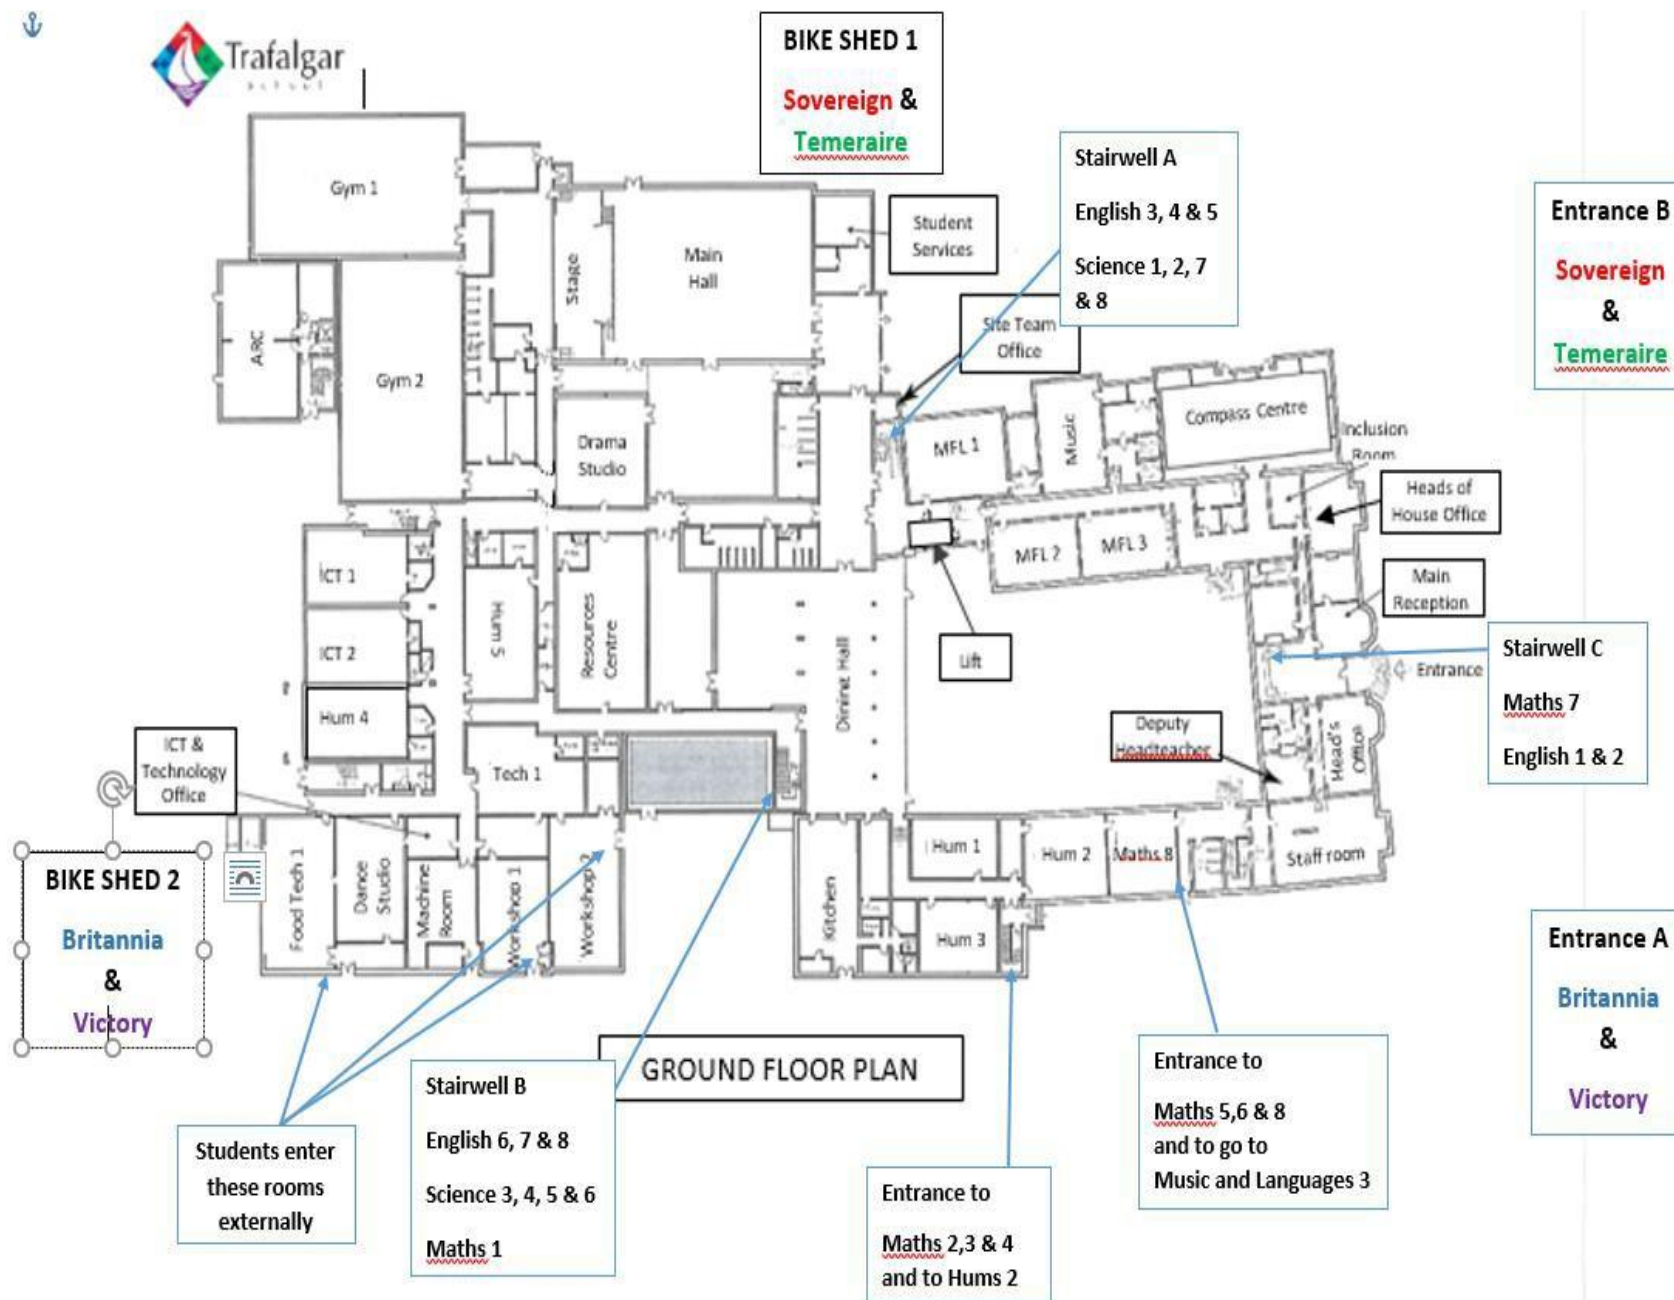 Trafalgar
school
BIKE SHED 1
Sovereign &
Temeraire
Stairwell A
English 3, 4 & 5
Science 1, 2, 7
& 8
Entrance B
Sovereign
&
Temeraire
Gym 1
Student
Services
Main
Hall
Stage
Site Team
Office
ARC
Gym 2
Compass Centre
Music
MFL 1
Inclusion
Room
Drama
Studio
Heads of
House Office
MFL 2
MFL 3
ICT 1
Main
Reception
Hum 5
Resources
Centre
ICT 2
Lift
Dining Hall
Stairwell C
Maths 7
English 1 & 2
Entrance
Hum 4
Deputy
Headteacher
Head's
Office
ICT &
Technology
Office
Tech 1
Hum 1
Hum 2
Maths 8
Staff room
BIKE SHED 2
Britannia
&
Victory
Food Tech 1
Dance
Studio
Machine
Room
Workshop 1
Workshop 2
Kitchen
Hum 3
Entrance A
Britannia
&
Victory
GROUND FLOOR PLAN
Stairwell B
English 6, 7 & 8
Science 3, 4, 5 & 6
Maths 1
Entrance to
Maths 5,6 & 8
and to go to
Music and Languages 3
Students enter
these rooms
externally
Entrance to
Maths 2,3 & 4
and to Hums 2